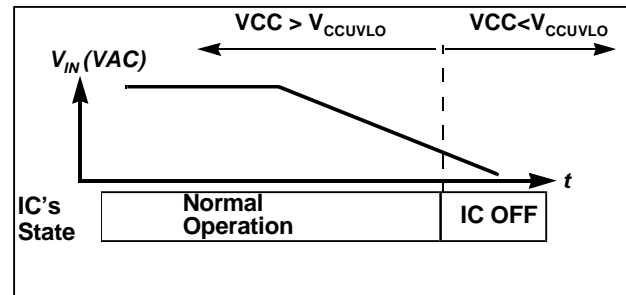 VCC > VCCUVLO
VCC<VCCUVLO
VIN (VAC)
t
IC's State
Normal Operation
IC OFF